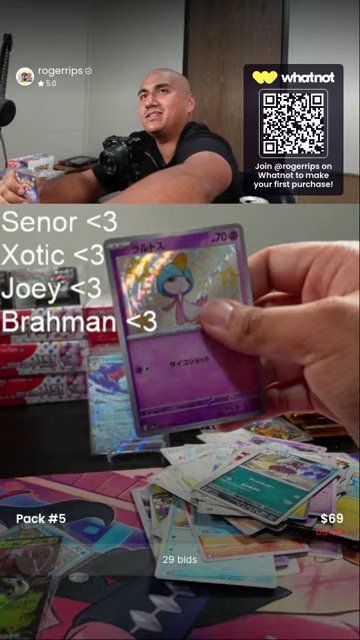 rogerrips
5.0
whatnot
Join @rogerrips on
Whatnot to make
your first purchase!
Senor <3
Xotic <3
Joey <3
Brahman <3
ラルトス
70
サイコショット
Pack #5
$69
29 bids